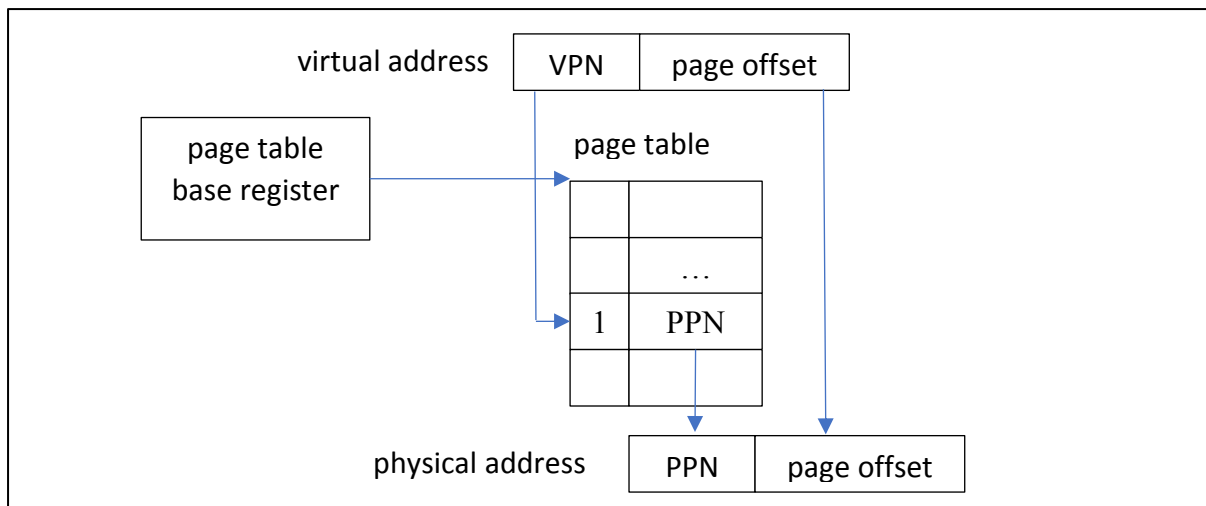 virtual address VPN page offset
page table
base register
page table
…
1 PPN
physical address PPN page offset